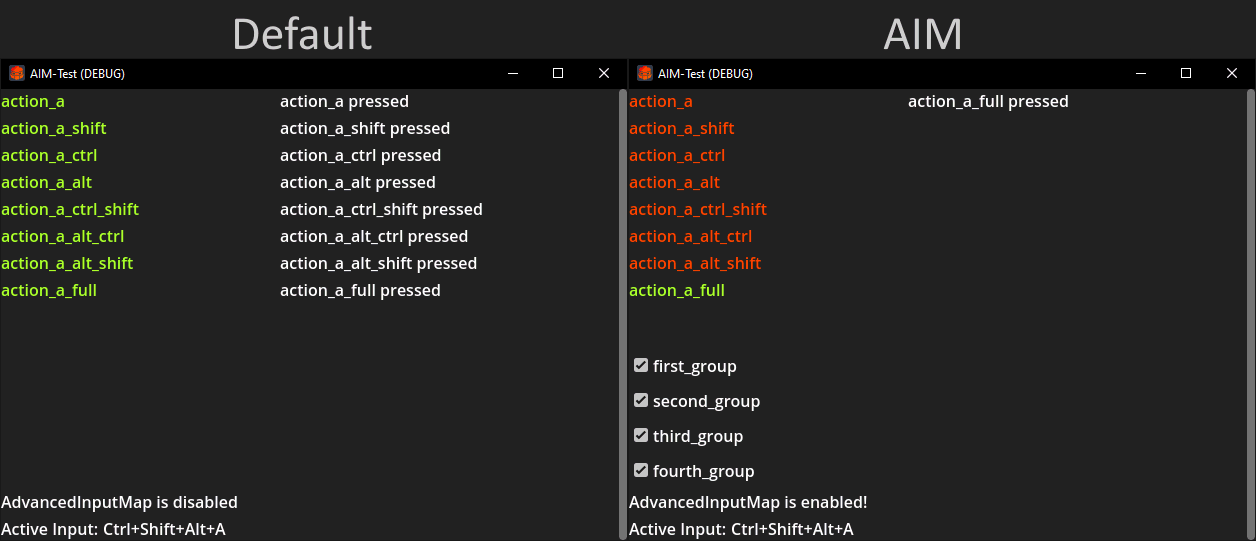 Default
AIM-Test (DEBUG)
action_a action_a pressed
action_a_shift action_a_shift pressed
action_a_ctrl action_a_ctrl pressed
action_a_alt action_a_alt pressed
action_a_ctrl_shift action_a_ctrl_shift pressed
action_a_alt_ctrl action_a_alt_ctrl pressed
action_a_alt_shift action_a_alt_shift pressed
action_a_full action_a_full pressed
AdvancedInputMap is disabled
Active Input: Ctrl+Shift+Alt+A
AIM
AIM-Test (DEBUG)
action_a action_a_full pressed
action_a_shift
action_a_ctrl
action_a_alt
action_a_ctrl_shift
action_a_alt_ctrl
action_a_alt_shift
action_a_full
first_group
second_group
third_group
fourth_group
AdvancedInputMap is enabled!
Active Input: Ctrl+Shift+Alt+A